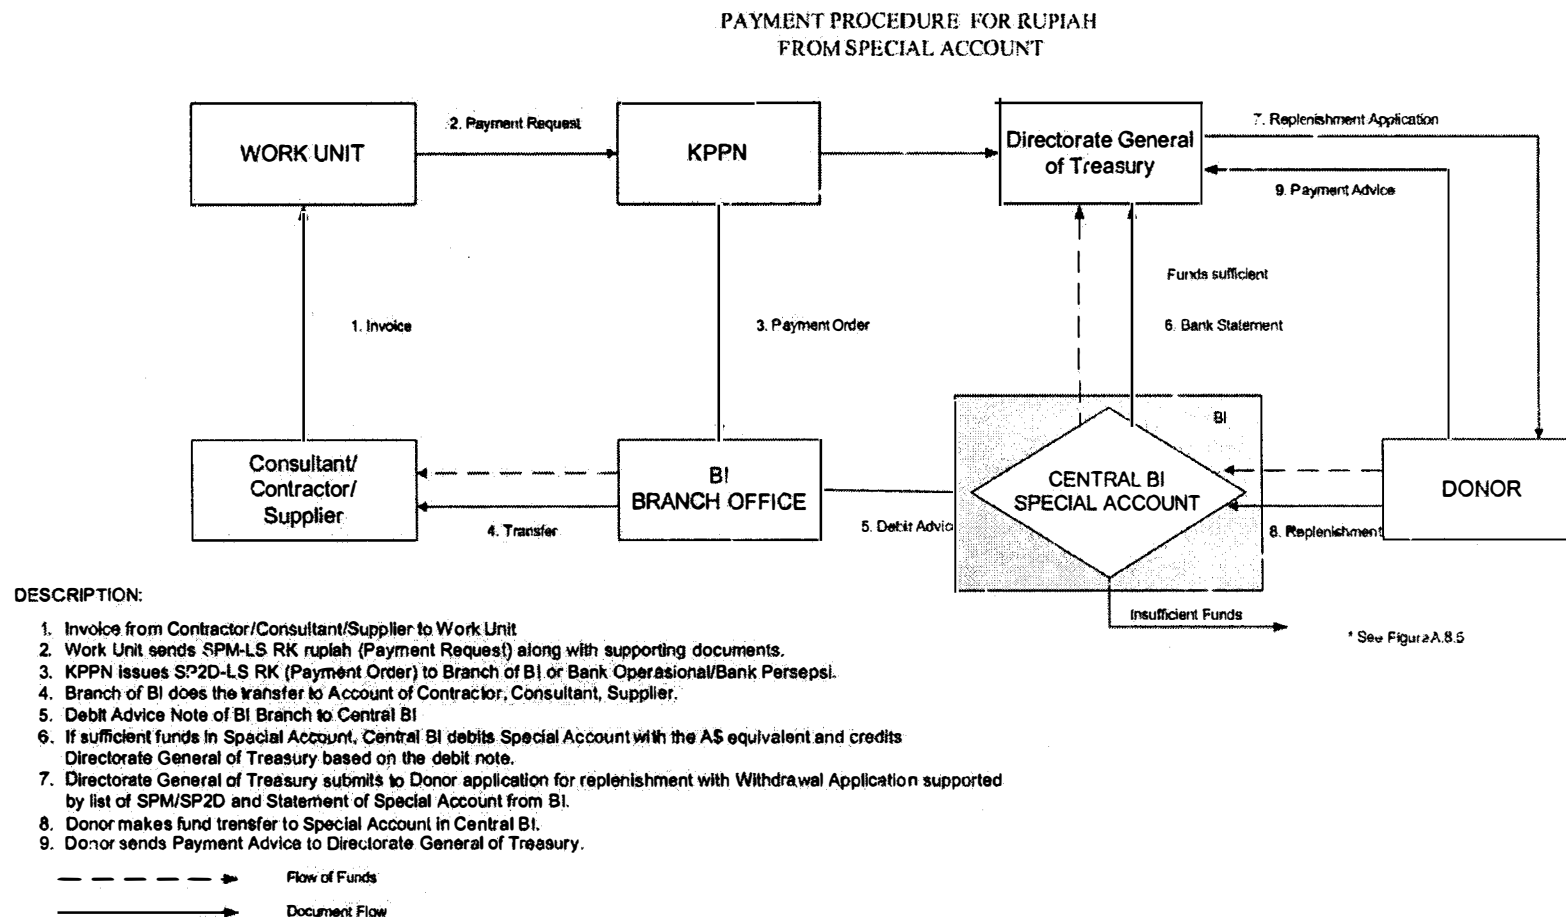 PAYMENT PROCEDURE FOR RUPIAH
FROM SPECIAL ACCOUNT
WORK UNIT
2. Payment Request
KPPN
Directorate General
of Treasury
7. Replenishment Application
9. Payment Advice
1. Invoice
3. Payment Order
Funds sufficient
6. Bank Statement
Consultant/
Contractor/
Supplier
4. Transfer
BI
BRANCH OFFICE
5. Debit Advic
BI
CENTRAL BI
SPECIAL ACCOUNT
8. Replenishment
DONOR
Insufficient Funds
* See Figure A.8.5
DESCRIPTION:
1. Invoice from Contractor/Consultant/Supplier to Work Unit
2. Work Unit sends SPM-LS RK rupiah (Payment Request) along with supporting documents.
3. KPPN issues SP2D-LS RK (Payment Order) to Branch of BI or Bank Operasional/Bank Persepsi.
4. Branch of BI does the transfer to Account of Contractor, Consultant, Supplier.
5. Debit Advice Note of BI Branch to Central BI
6. If sufficient funds in Special Account, Central BI debits Special Account with the A$ equivalent and credits
Directorate General of Treasury based on the debit note.
7. Directorate General of Treasury submits to Donor application for replenishment with Withdrawal Application supported
by list of SPM/SP2D and Statement of Special Account from BI.
8. Donor makes fund transfer to Special Account in Central BI.
9. Donor sends Payment Advice to Directorate General of Treasury.
Flow of Funds
Document Flow